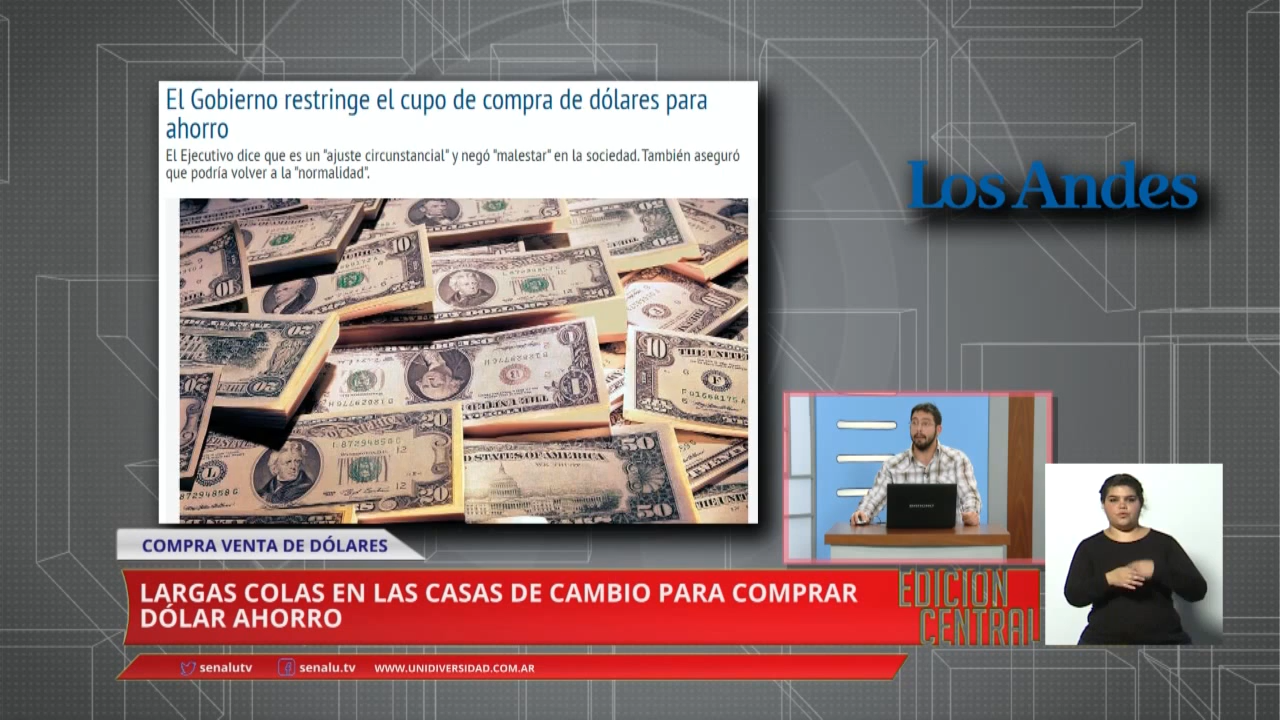 El Gobierno restringe el cupo de compra de dólares para
ahorro
El Ejecutivo dice que es un "ajuste circunstancial" y negó "malestar" en la sociedad. También aseguró
que podría volver a la "normalidad".
Los Andes
COMPRA VENTA DE DÓLARES
LARGAS COLAS EN LAS CASAS DE CAMBIO PARA COMPRAR
DÓLAR AHORRO
EDICIÓN
CENTRAL
senalutv
senalu.tv
WWW.UNIDIVERSIDAD.COM.AR